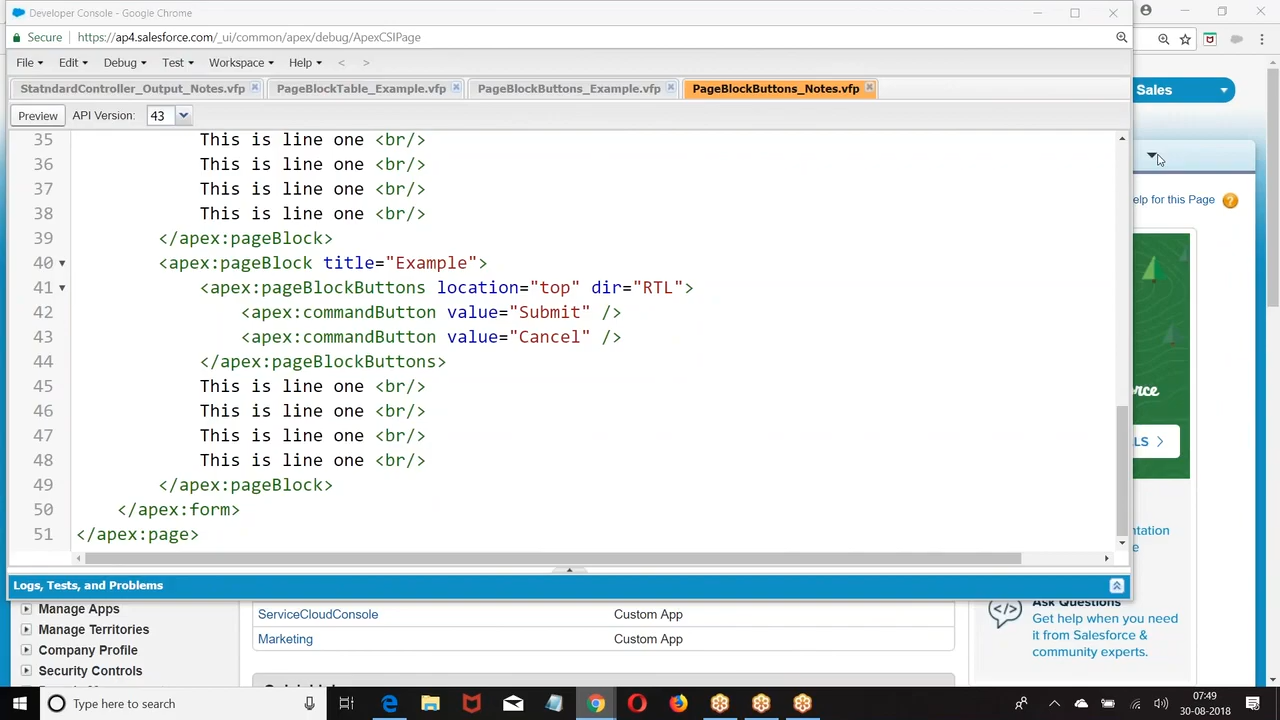 Developer Console - Google Chrome
Secure https://ap4.salesforce.com/_ui/common/apex/debug/ApexCSIPage
File Edit Debug Test Workspace Help < >
StatndardController_Output_Notes.vfp PageBlockTable_Example.vfp PageBlockButtons_Example.vfp PageBlockButtons_Notes.vfp
Sales
Preview API Version: 43
35 This is line one <br/>
36 This is line one <br/>
37 This is line one <br/>
38 This is line one <br/>
39 </apex:pageBlock>
40 <apex:pageBlock title="Example">
41 <apex:pageBlockButtons location="top" dir="RTL">
42 <apex:commandButton value="Submit" />
43 <apex:commandButton value="Cancel" />
44 </apex:pageBlockButtons>
45 This is line one <br/>
46 This is line one <br/>
47 This is line one <br/>
48 This is line one <br/>
49 </apex:pageBlock>
50 </apex:form>
51 </apex:page>
elp for this Page ?
rce
LS
ntation
e
Logs, Tests, and Problems
Manage Apps
Manage Territories
Company Profile
Security Controls
ServiceCloudConsole Custom App
Marketing Custom App
Ask Questions
Get help when you need
it from Salesforce &
community experts.
Type here to search
07:49
30-08-2018